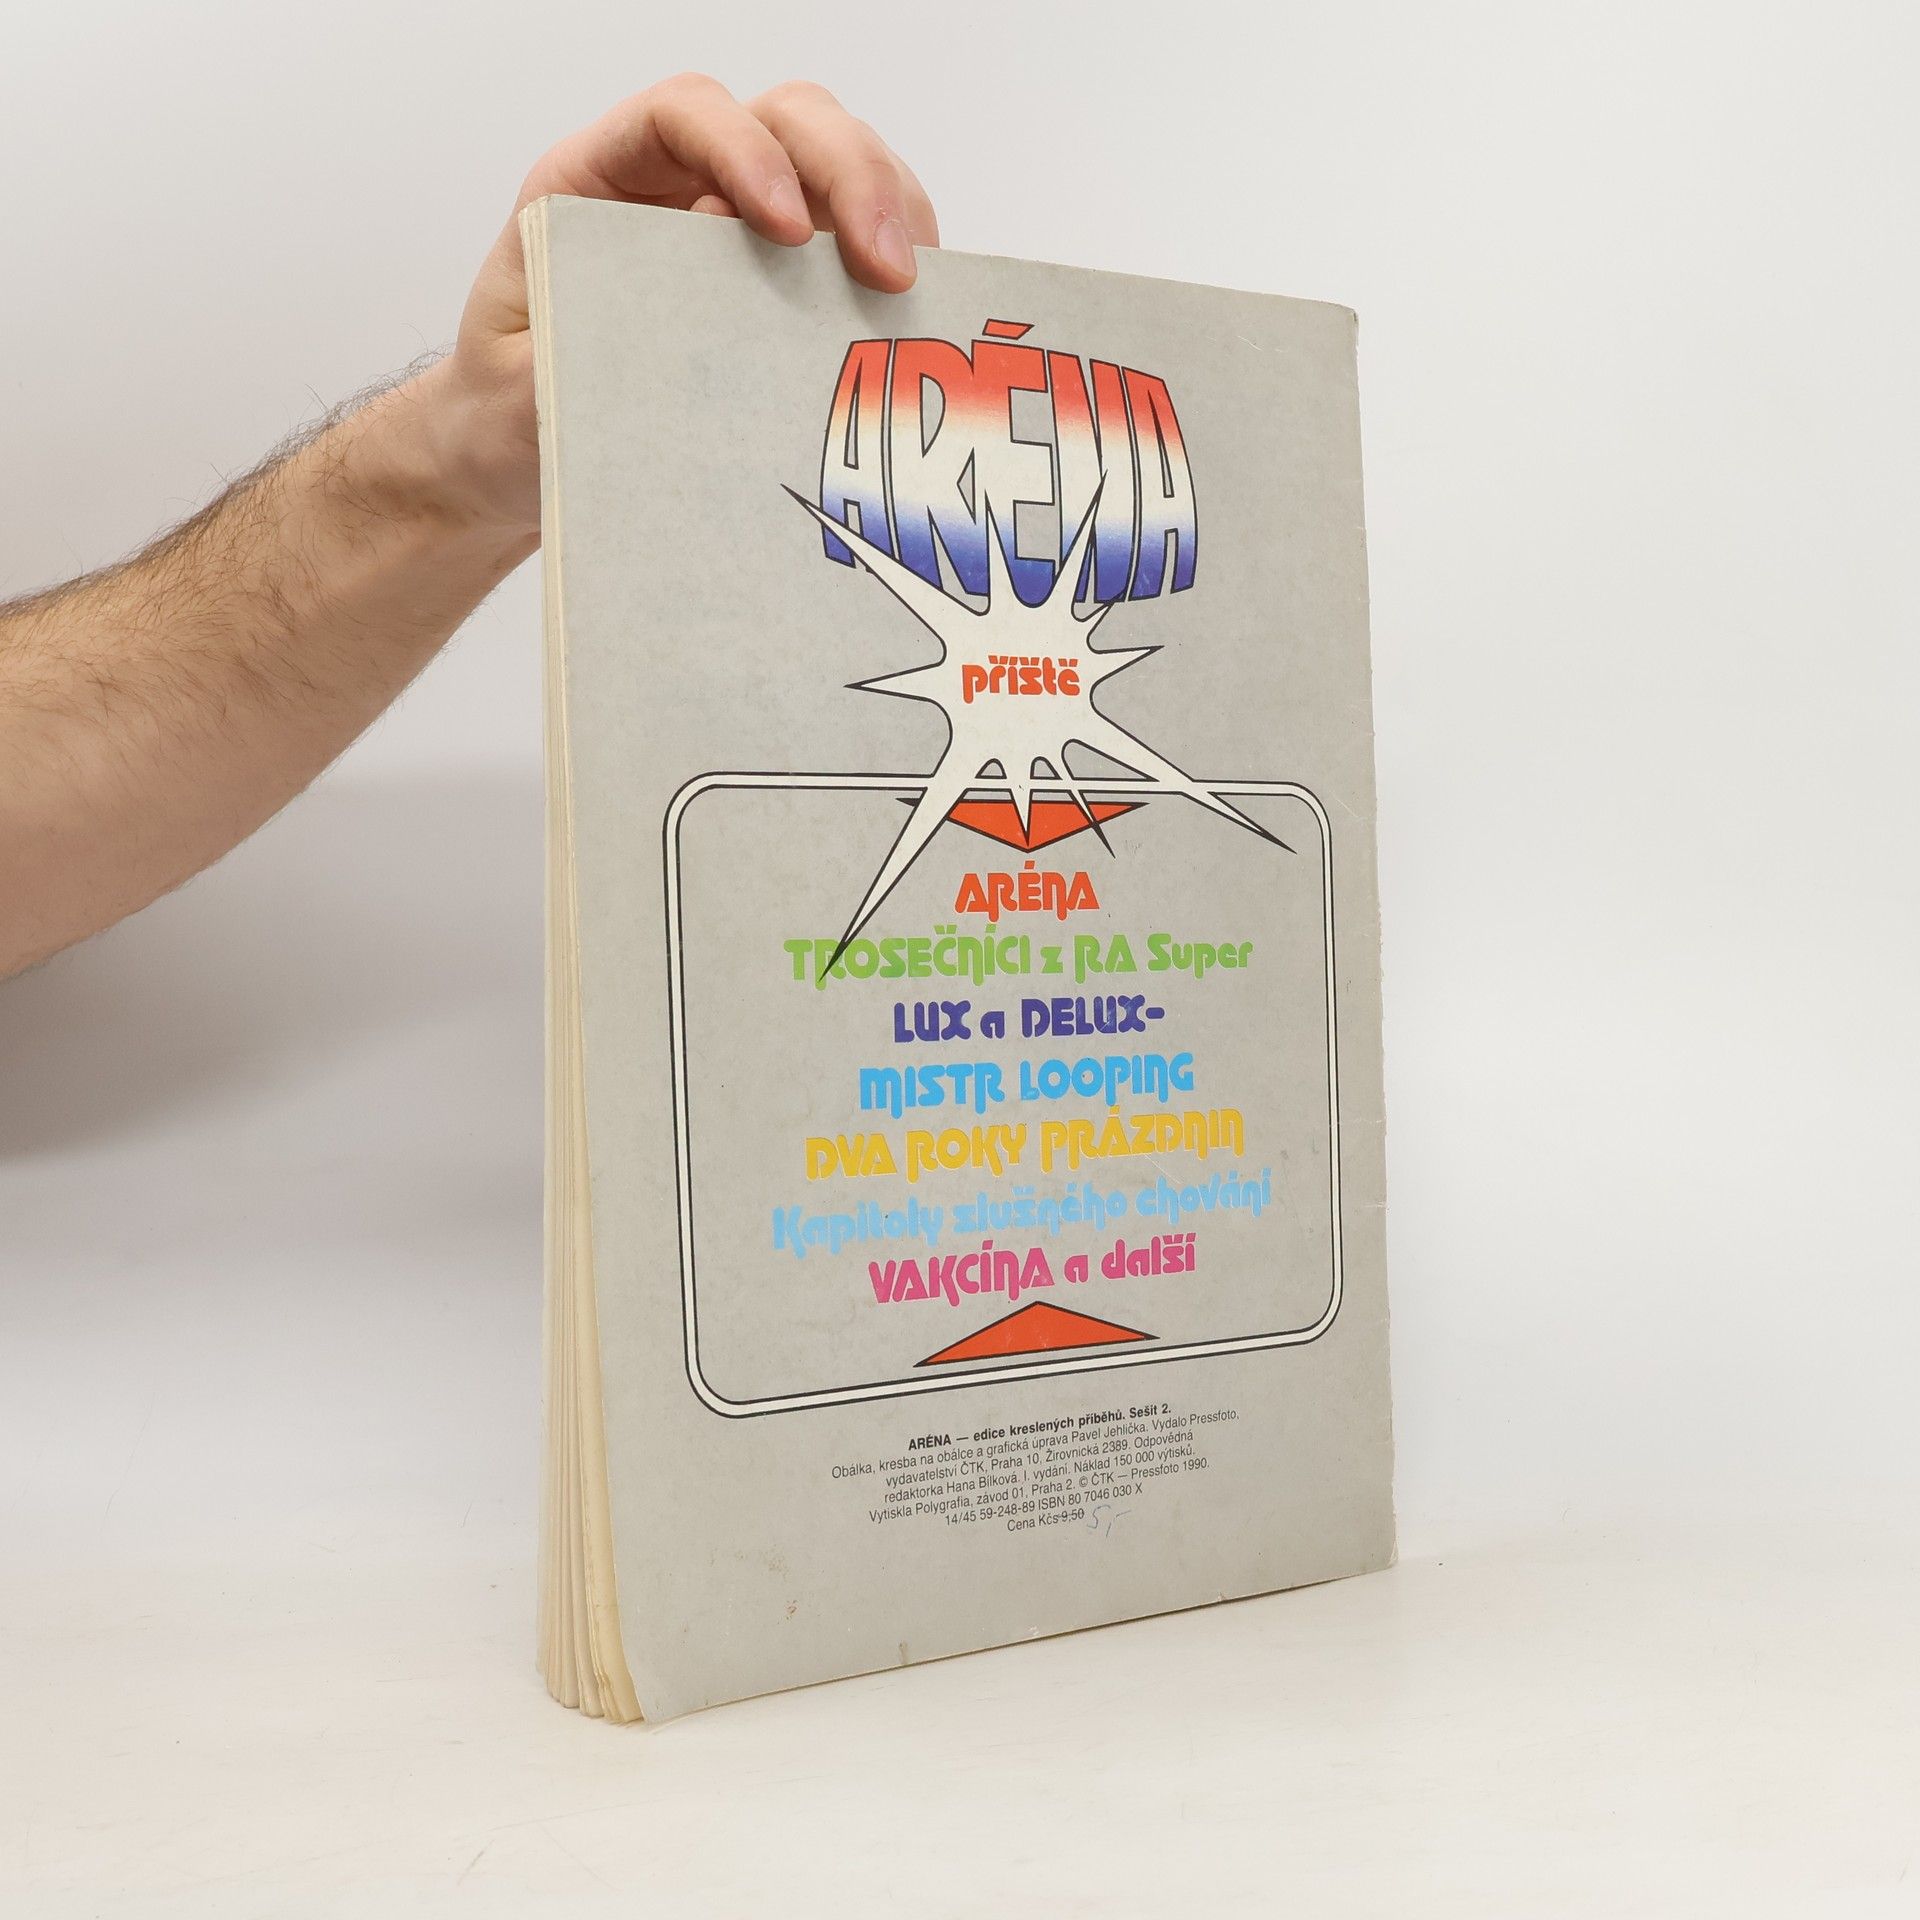 ARÉNA
příště
ARÉNA
TROSEČNÍCI z RA Super
LUX a DELUX-
MISTR LOOPING
DVA ROKY PRÁZDNIN
Kapitoly zlušného chování
VAKCÍNA a další
ARÉNA — edice kreslených příběhů. Sešit 2.
Obálka, kresba na obálce a grafická úprava Pavel Jehlička. Vydalo Pressfoto,
vydavatelství ČTK, Praha 10, Žirovnická 2389. Odpovědná
redaktorka Hana Bílková. I. vydání. Náklad 150 000 výtisků.
Vytiskla Polygrafia, závod 01, Praha 2. © ČTK — Pressfoto 1990.
14/45 59-248-89 ISBN 80 7046 030 X
Cena Kčs 9,50 5,-